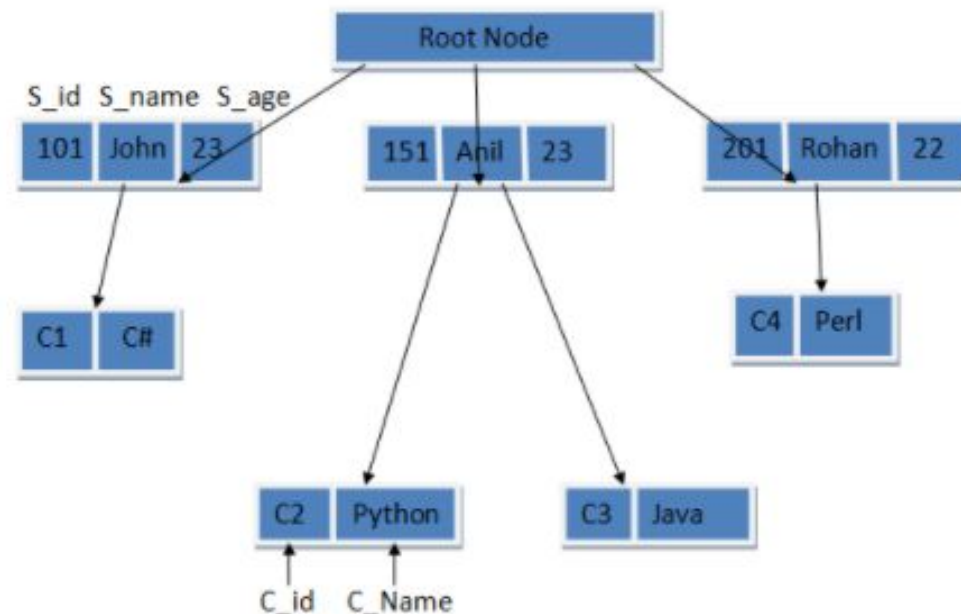 Root Node
S_id S_name S_age
101 John 23
151 Anil 23
201 Rohan 22
C1 C#
C4 Perl
C2 Python
C3 Java
C_id C_Name